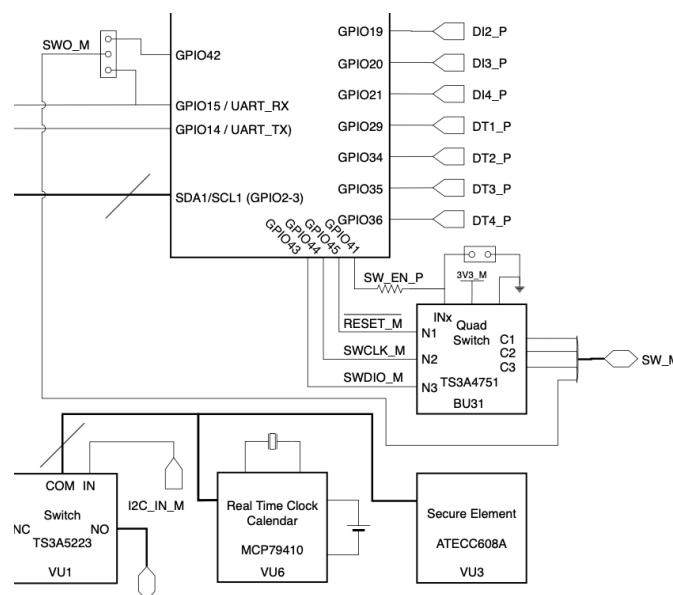 SWO_M
GPIO42
GPIO15 / UART_RX
GPIO14 / UART_TX)
SDA1/SCL1 (GPIO2-3)
GPIO19
DI2_P
GPIO20
DI3_P
GPIO21
DI4_P
GPIO29
DT1_P
GPIO34
DT2_P
GPIO35
DT3_P
GPIO36
DT4_P
GPIO43
GPIO44
GPIO45
GPIO41
SW_EN_P
3V3_M
RESET_M
SWCLK_M
SWDIO_M
INx
Quad
Switch
N1
N2
N3
C1
C2
C3
TS3A4751
BU31
SW_M
COM IN
I2C_IN_M
Switch
NC
NO
TS3A5223
VU1
Real Time Clock
Calendar
MCP79410
VU6
Secure Element
ATECC608A
VU3